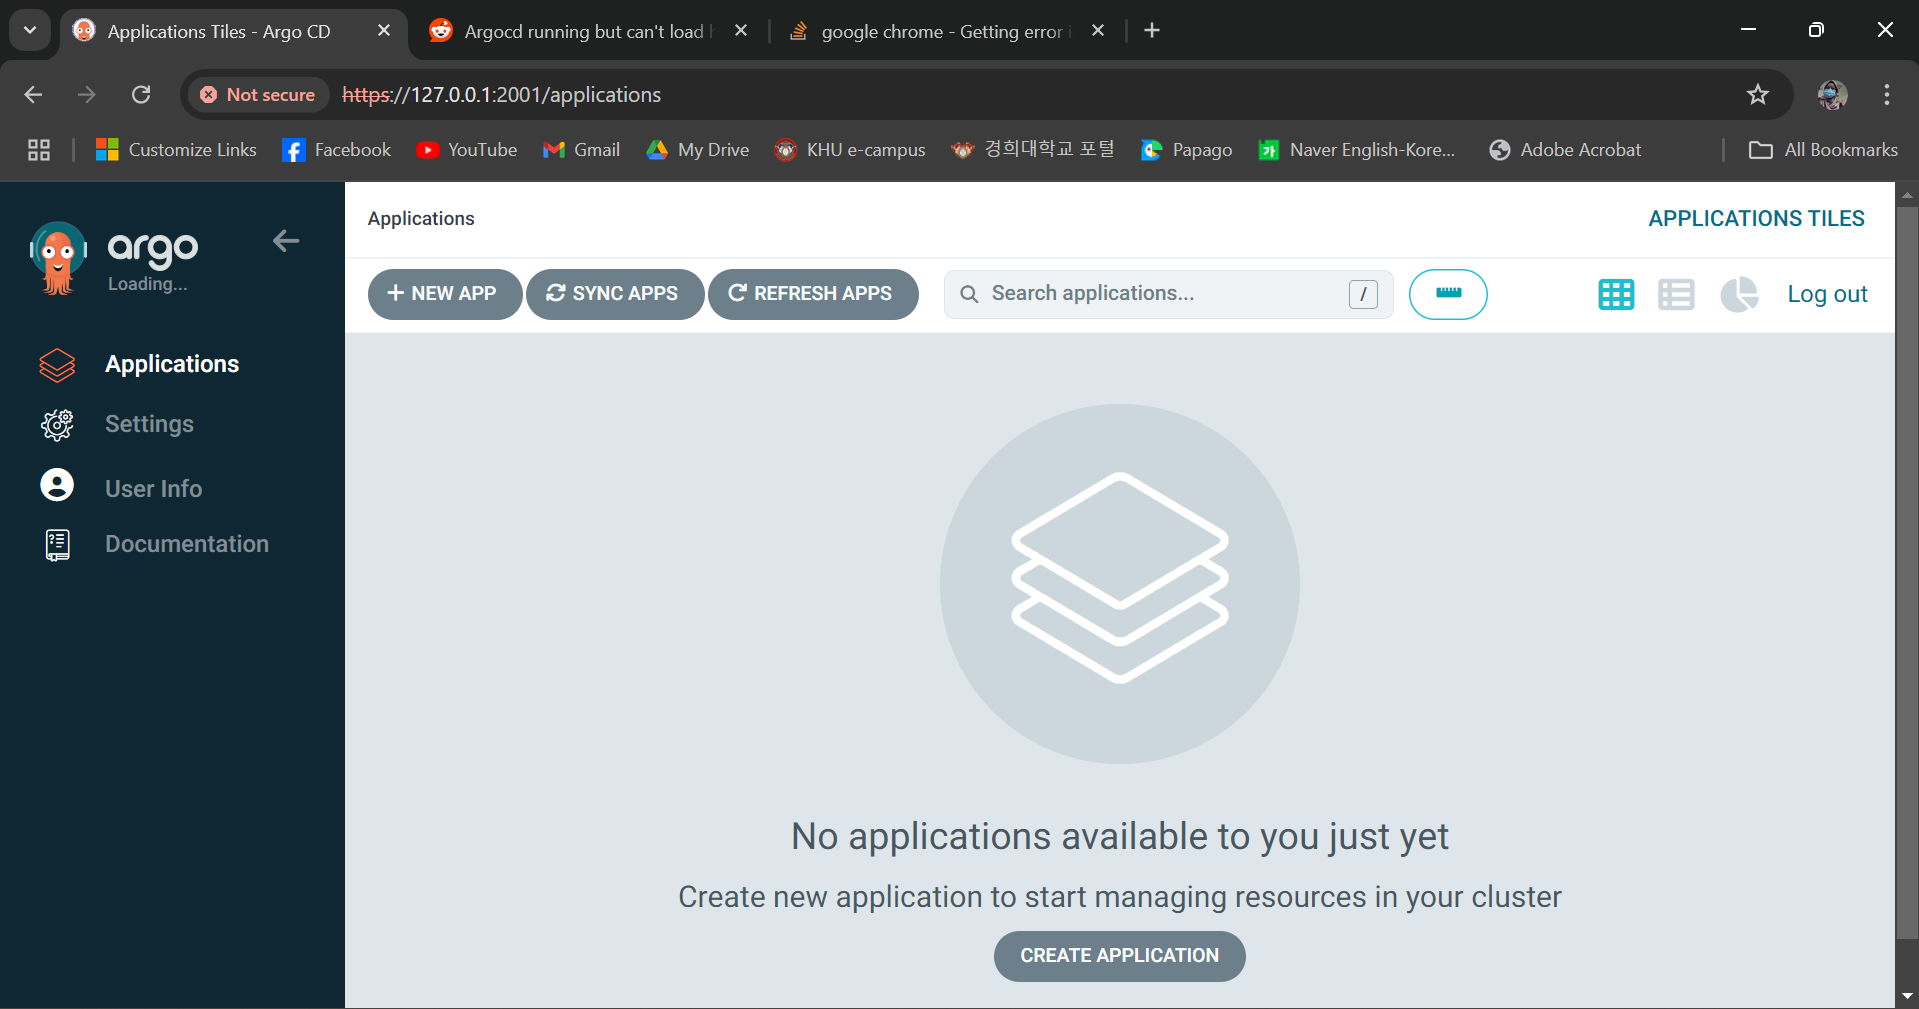 Applications Tiles - Argo CD
Argocd running but can't load
google chrome - Getting error
Not secure
https://127.0.0.1:2001/applications
Customize Links
Facebook
YouTube
Gmail
My Drive
KHU e-campus
경희대학교 포털
Papago
Naver English-Kore...
Adobe Acrobat
All Bookmarks
argo
Loading...
Applications
Settings
User Info
Documentation
Applications
APPLICATIONS TILES
NEW APP
SYNC APPS
REFRESH APPS
Search applications...
/
Log out
No applications available to you just yet
Create new application to start managing resources in your cluster
CREATE APPLICATION